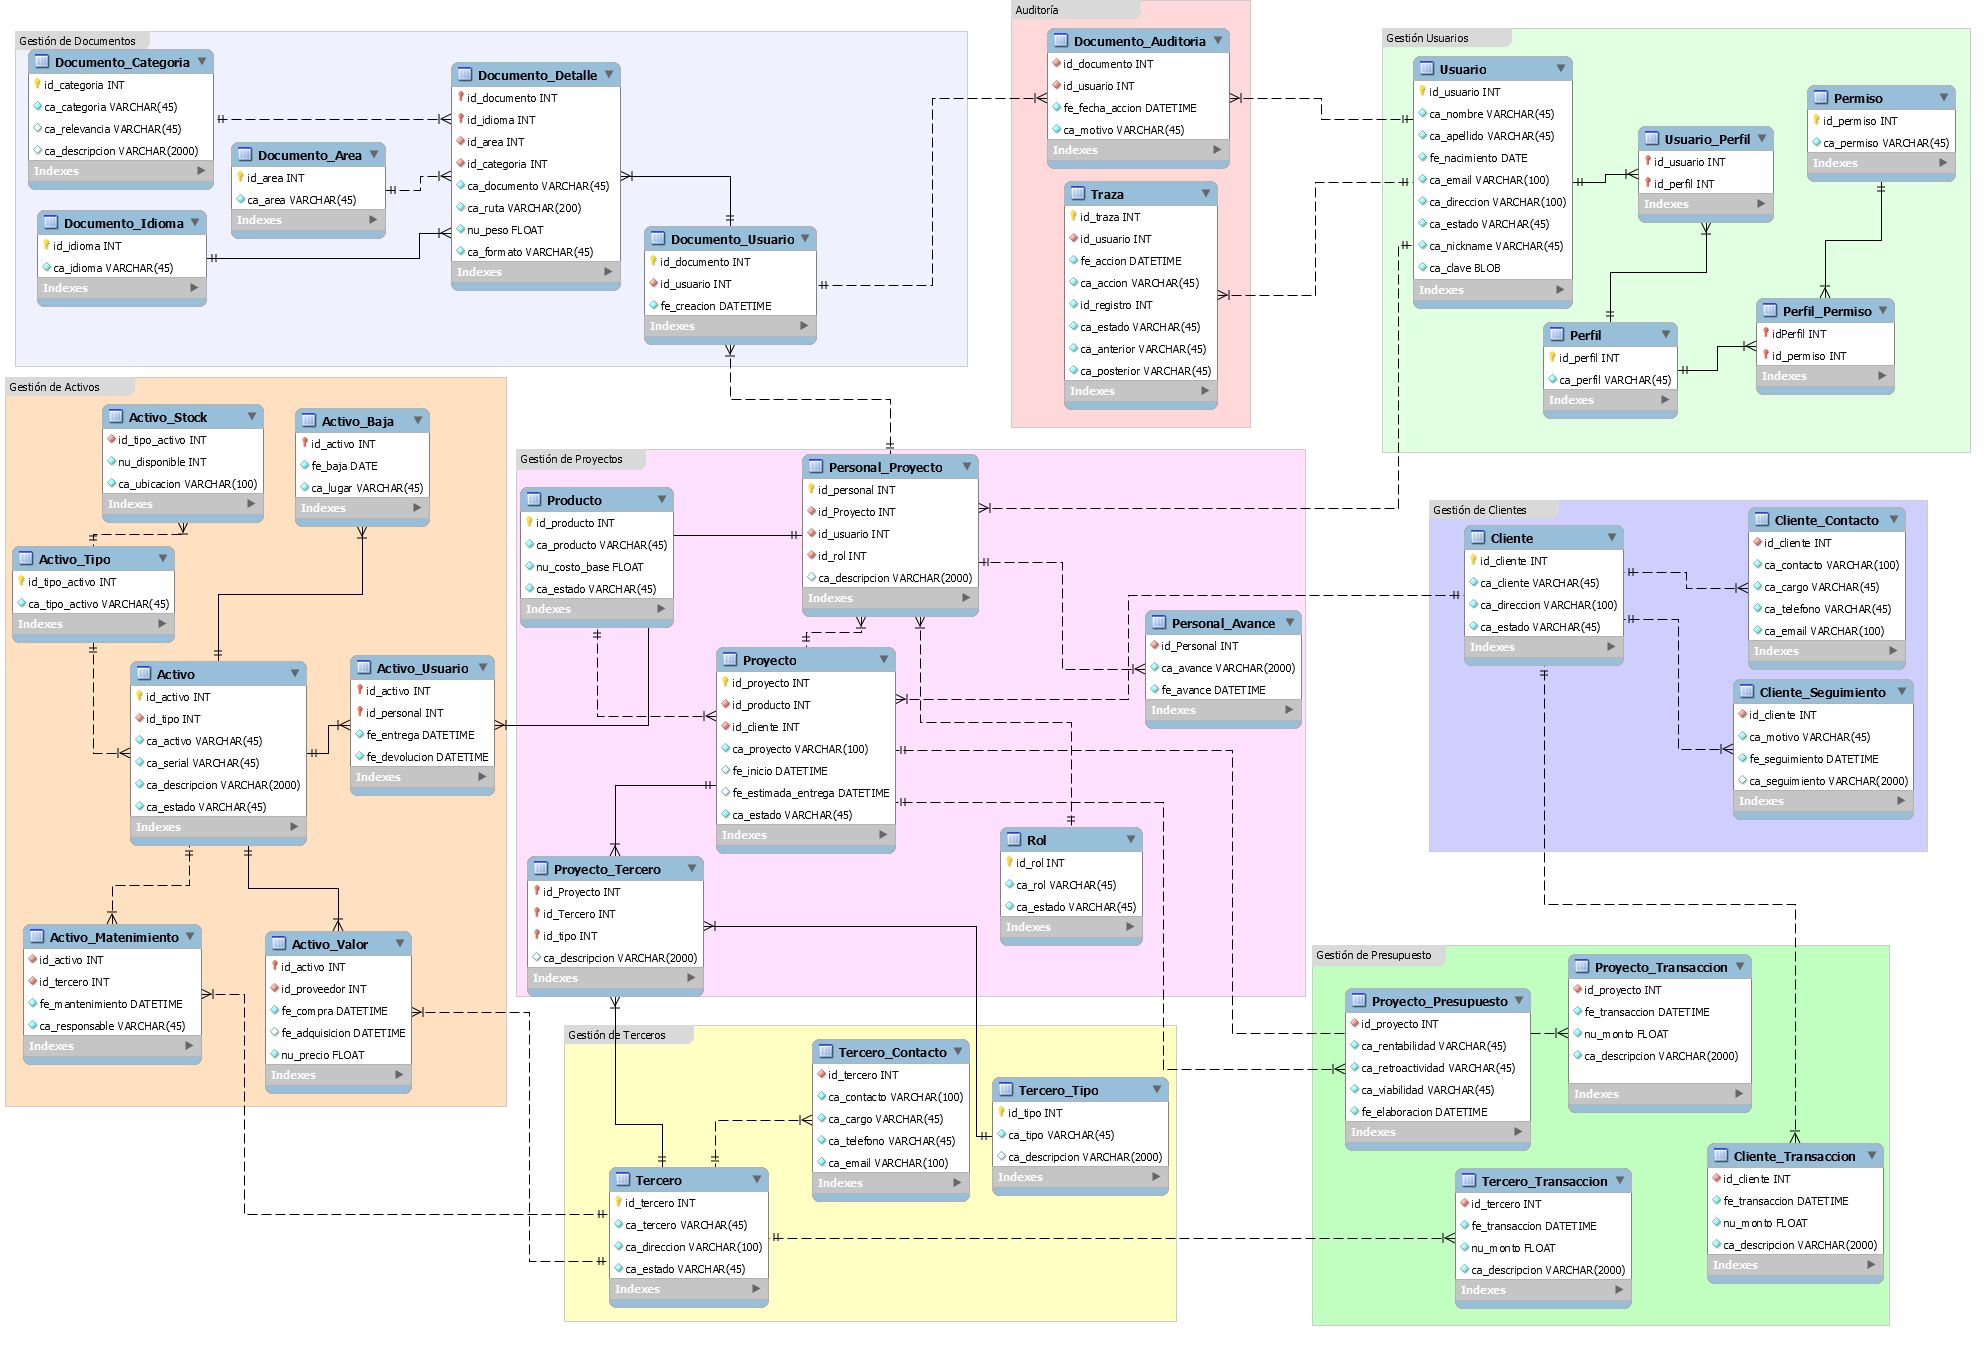 Gestión de Documentos
Documento_Categoria
id_categoria INT
ca_categoria VARCHAR(45)
ca_relevancia VARCHAR(45)
ca_descripcion VARCHAR(2000)
Indexes
Documento_Area
id_area INT
ca_area VARCHAR(45)
Indexes
Documento_Idioma
id_idioma INT
ca_idioma VARCHAR(45)
Indexes
Documento_Detalle
id_documento INT
id_idioma INT
id_area INT
id_categoria INT
ca_documento VARCHAR(45)
ca_ruta VARCHAR(200)
nu_peso FLOAT
ca_formato VARCHAR(45)
Indexes
Documento_Usuario
id_documento INT
id_usuario INT
fe_creacion DATETIME
Indexes
Auditoría
Documento_Auditoria
id_documento INT
id_usuario INT
fe_fecha_accion DATETIME
ca_motivo VARCHAR(45)
Indexes
Traza
id_traza INT
id_usuario INT
fe_accion DATETIME
ca_accion VARCHAR(45)
id_registro INT
ca_estado VARCHAR(45)
ca_anterior VARCHAR(45)
ca_posterior VARCHAR(45)
Indexes
Gestión Usuarios
Usuario
id_usuario INT
ca_nombre VARCHAR(45)
ca_apellido VARCHAR(45)
fe_nacimiento DATE
ca_email VARCHAR(100)
ca_direccion VARCHAR(100)
ca_estado VARCHAR(45)
ca_nickname VARCHAR(45)
ca_clave BLOB
Indexes
Usuario_Perfil
id_usuario INT
id_perfil INT
Indexes
Permiso
id_permiso INT
ca_permiso VARCHAR(45)
Indexes
Perfil
id_perfil INT
ca_perfil VARCHAR(45)
Indexes
Perfil_Permiso
idPerfil INT
id_permiso INT
Indexes
Gestión de Activos
Activo_Stock
id_tipo_activo INT
nu_disponible INT
ca_ubicacion VARCHAR(100)
Indexes
Activo_Baja
id_activo INT
fe_baja DATE
ca_lugar VARCHAR(45)
Indexes
Activo_Tipo
id_tipo_activo INT
ca_tipo_activo VARCHAR(45)
Indexes
Activo
id_activo INT
id_tipo INT
ca_activo VARCHAR(45)
ca_serial VARCHAR(45)
ca_descripcion VARCHAR(2000)
ca_estado VARCHAR(45)
Indexes
Activo_Usuario
id_activo INT
id_personal INT
fe_entrega DATETIME
fe_devolucion DATETIME
Indexes
Activo_Matenimiento
id_activo INT
id_tercero INT
fe_mantenimiento DATETIME
ca_responsable VARCHAR(45)
Indexes
Activo_Valor
id_activo INT
id_proveedor INT
fe_compra DATETIME
fe_adquisicion DATETIME
nu_precio FLOAT
Indexes
Gestión de Proyectos
Producto
id_producto INT
ca_producto VARCHAR(45)
nu_costo_base FLOAT
ca_estado VARCHAR(45)
Indexes
Personal_Proyecto
id_personal INT
id_Proyecto INT
id_usuario INT
id_rol INT
ca_descripcion VARCHAR(2000)
Indexes
Personal_Avance
id_Personal INT
ca_avance VARCHAR(2000)
fe_avance DATETIME
Indexes
Proyecto
id_proyecto INT
id_producto INT
id_cliente INT
ca_proyecto VARCHAR(100)
fe_inicio DATETIME
fe_estimada_entrega DATETIME
ca_estado VARCHAR(45)
Indexes
Rol
id_rol INT
ca_rol VARCHAR(45)
ca_estado VARCHAR(45)
Indexes
Proyecto_Tercero
id_Proyecto INT
id_Tercero INT
id_tipo INT
ca_descripcion VARCHAR(2000)
Indexes
Gestión de Clientes
Cliente
id_cliente INT
ca_cliente VARCHAR(45)
ca_direccion VARCHAR(100)
ca_estado VARCHAR(45)
Indexes
Cliente_Contacto
id_cliente INT
ca_contacto VARCHAR(100)
ca_cargo VARCHAR(45)
ca_telefono VARCHAR(45)
ca_email VARCHAR(100)
Indexes
Cliente_Seguimiento
id_cliente INT
ca_motivo VARCHAR(45)
fe_seguimiento DATETIME
ca_seguimiento VARCHAR(2000)
Indexes
Gestión de Terceros
Tercero_Contacto
id_tercero INT
ca_contacto VARCHAR(100)
ca_cargo VARCHAR(45)
ca_telefono VARCHAR(45)
ca_email VARCHAR(100)
Indexes
Tercero_Tipo
id_tipo INT
ca_tipo VARCHAR(45)
ca_descripcion VARCHAR(2000)
Indexes
Tercero
id_tercero INT
ca_tercero VARCHAR(45)
ca_direccion VARCHAR(100)
ca_estado VARCHAR(45)
Indexes
Gestión de Presupuesto
Proyecto_Presupuesto
id_proyecto INT
ca_rentabilidad VARCHAR(45)
ca_retroactividad VARCHAR(45)
ca_viabilidad VARCHAR(45)
fe_elaboracion DATETIME
Indexes
Proyecto_Transaccion
id_proyecto INT
fe_transaccion DATETIME
nu_monto FLOAT
ca_descripcion VARCHAR(2000)
Indexes
Tercero_Transaccion
id_tercero INT
fe_transaccion DATETIME
nu_monto FLOAT
ca_descripcion VARCHAR(2000)
Indexes
Cliente_Transaccion
id_cliente INT
fe_transaccion DATETIME
nu_monto FLOAT
ca_descripcion VARCHAR(2000)
Indexes